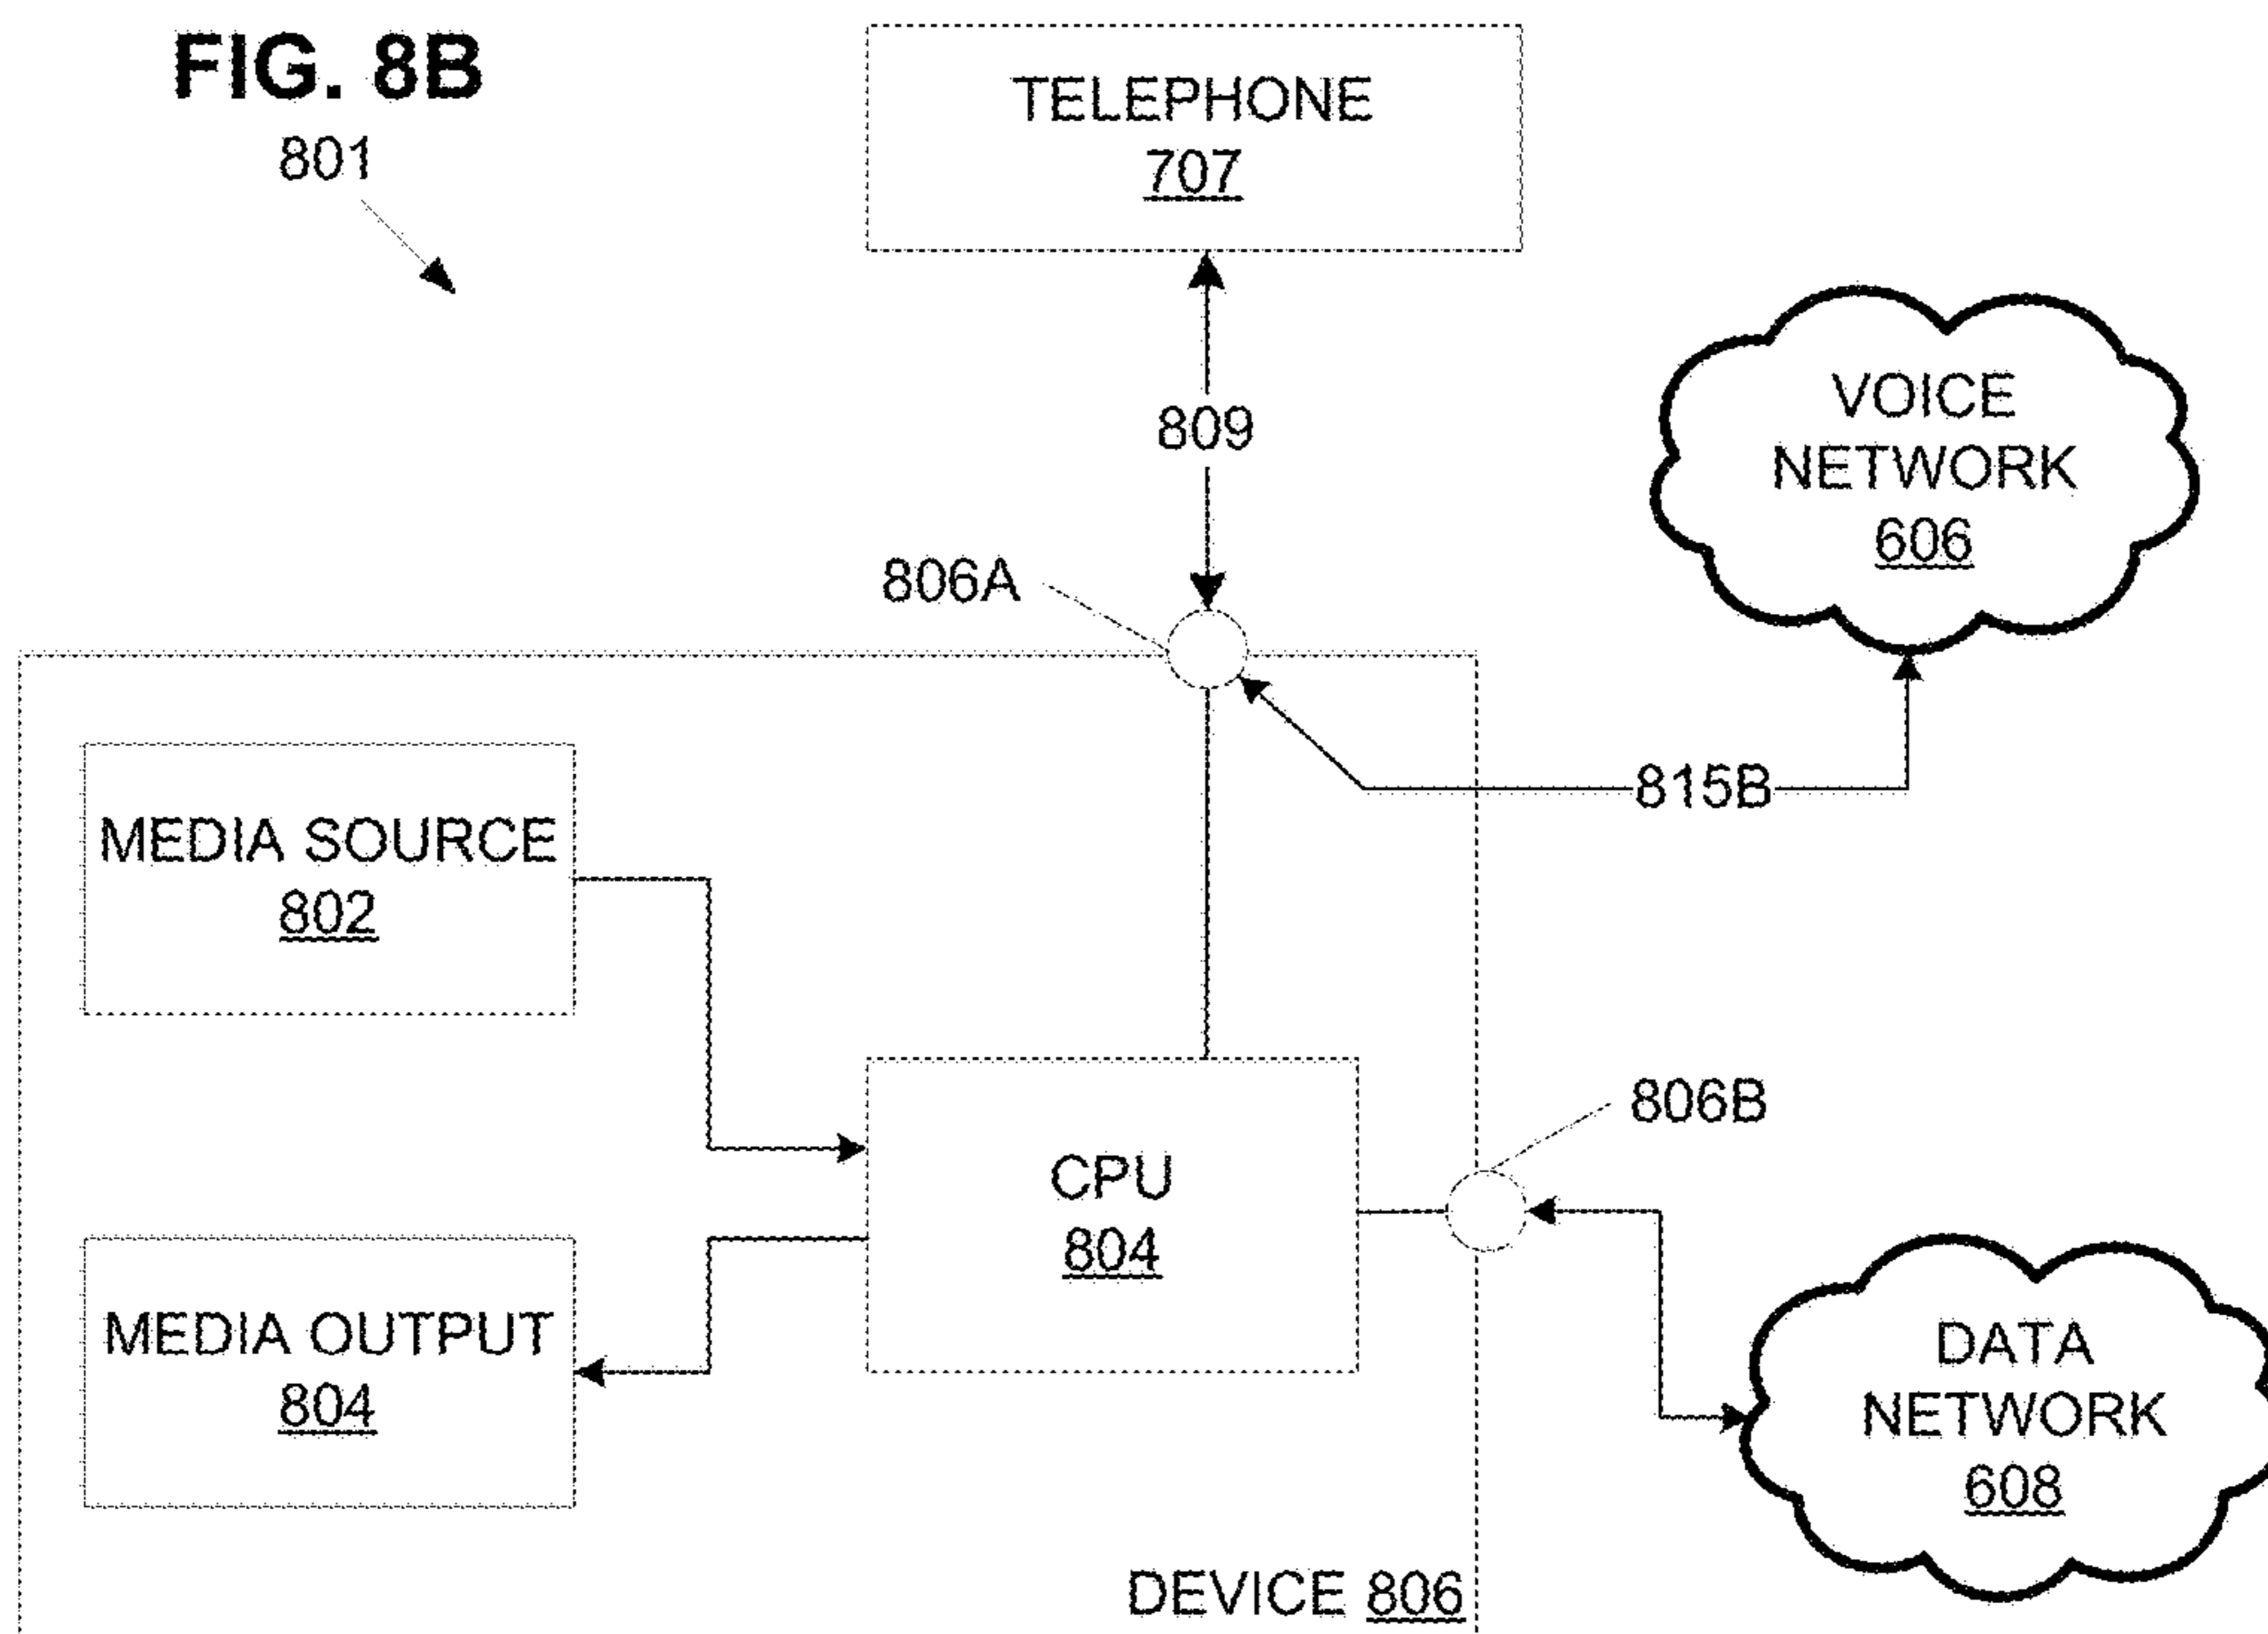 FIG. 8B
801
TELEPHONE
707
809
VOICE
NETWORK
606
806A
815B
MEDIA SOURCE
802
CPU
804
806B
MEDIA OUTPUT
804
DATA
NETWORK
608
DEVICE 806